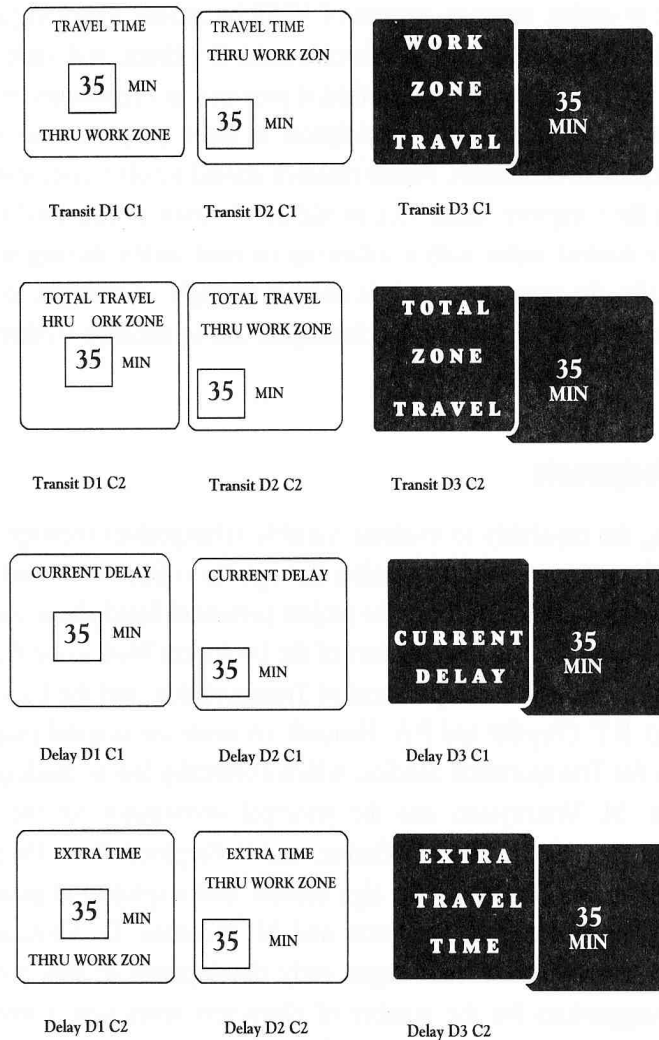 TRAVEL TIME
35 MIN
THRU WORK ZONE
TRAVEL TIME
THRU WORK ZON
35 MIN
WORK
ZONE
TRAVEL
35
MIN
Transit D1 C1
Transit D2 C1
Transit D3 C1
TOTAL TRAVEL
HRU ORK ZONE
35 MIN
TOTAL TRAVEL
THRU WORK ZONE
35 MIN
TOTAL
ZONE
TRAVEL
35
MIN
Transit D1 C2
Transit D2 C2
Transit D3 C2
CURRENT DELAY
35 MIN
CURRENT DELAY
35 MIN
CURRENT
DELAY
35
MIN
Delay D1 C1
Delay D2 C1
Delay D3 C1
EXTRA TIME
35 MIN
THRU WORK ZON
EXTRA TIME
THRU WORK ZONE
35 MIN
EXTRA
TRAVEL
TIME
35
MIN
Delay D1 C2
Delay D2 C2
Delay D3 C2